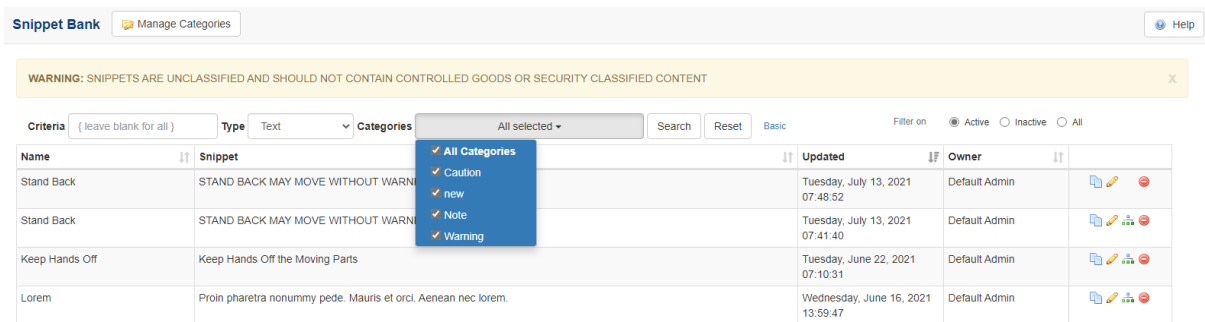 Snippet Bank Manage Categories Help
WARNING: SNIPPETS ARE UNCLASSIFIED AND SHOULD NOT CONTAIN CONTROLLED GOODS OR SECURITY CLASSIFIED CONTENT X
Criteria { leave blank for all } Type Text Categories All selected Search Reset Basic Filter on Active Inactive All
All Categories
Caution
new
Note
Warning
Name Snippet Updated Owner
Stand Back STAND BACK MAY MOVE WITHOUT Tuesday, July 13, 2021 Default Admin
07:48:52
Stand Back STAND BACK MAY MOVE WITHOUT Tuesday, July 13, 2021 Default Admin
07:41:40
Keep Hands Off Keep Hands Off the Moving Parts Tuesday, June 22, 2021 Default Admin
07:10:31
Lorem Proin pharetra nonummy pede. Mauris et orci. Aenean nec lorem. Wednesday, June 16, 2021 Default Admin
13:59:47